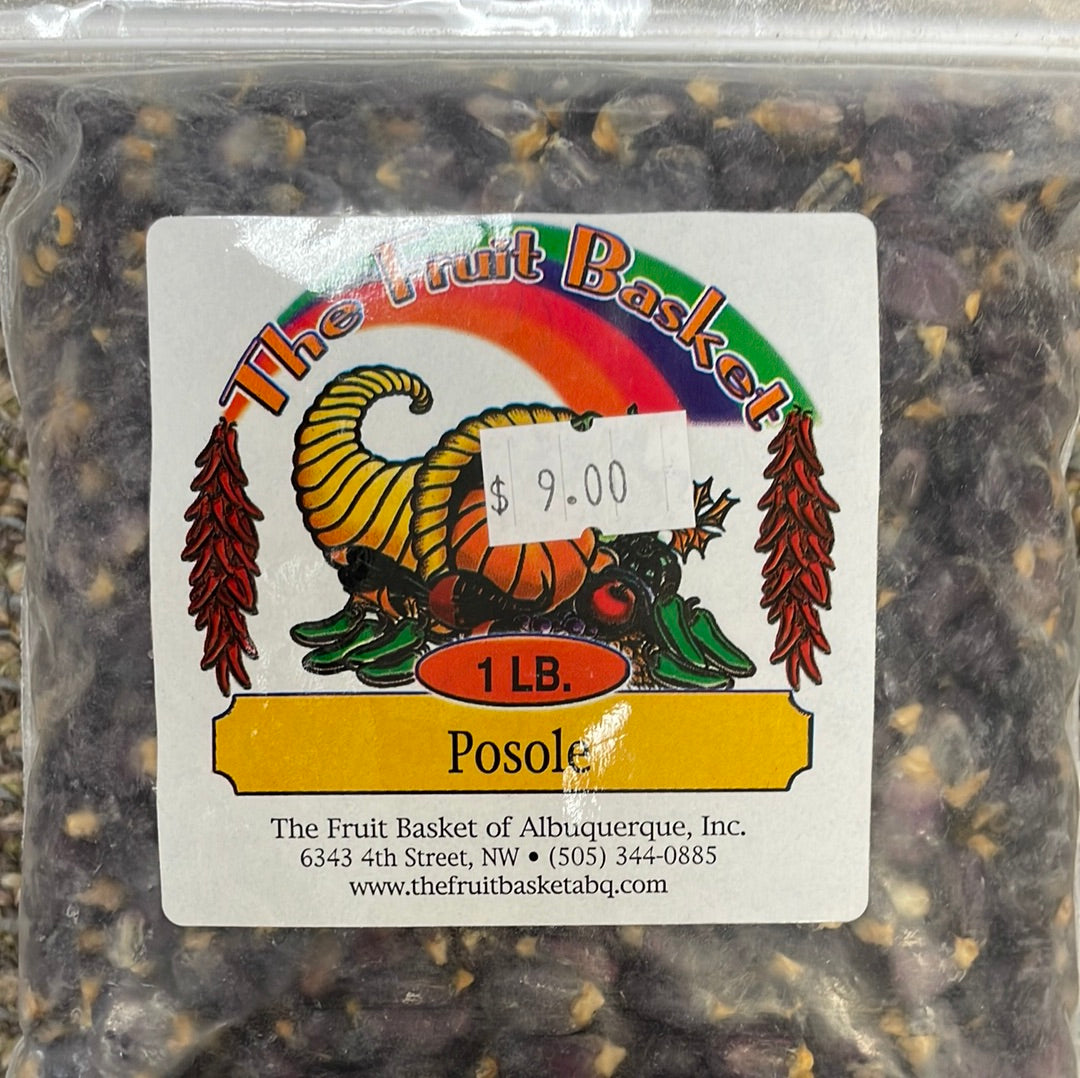 The Fruit Basket
$ 9.00
1 LB.
Posole
The Fruit Basket of Albuquerque, Inc.
6343 4th Street, NW • (505) 344-0885
www.thefruitbasketabq.com